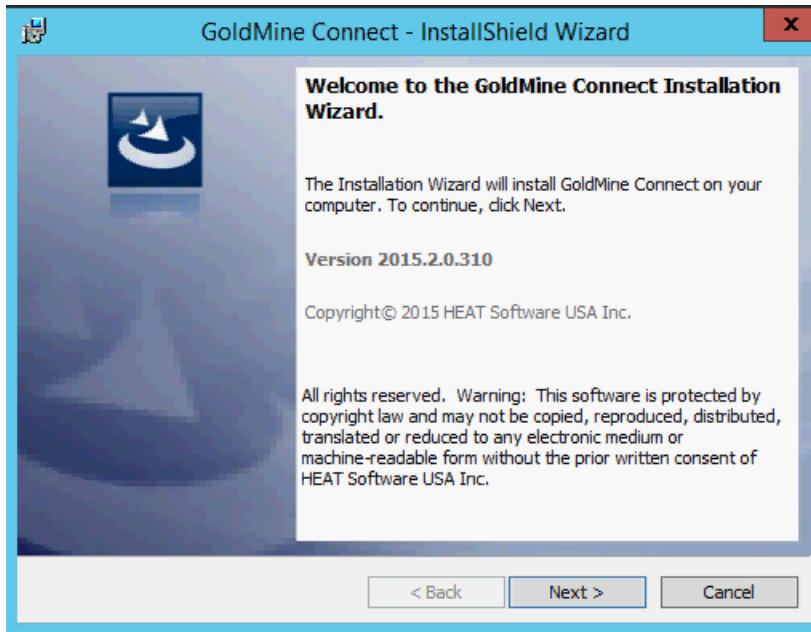 GoldMine Connect - InstallShield Wizard
x
Welcome to the GoldMine Connect Installation
Wizard.
The Installation Wizard will install GoldMine Connect on your
computer. To continue, click Next.
Version 2015.2.0.310
Copyright© 2015 HEAT Software USA Inc.
All rights reserved.  Warning:  This software is protected by
copyright law and may not be copied, reproduced, distributed,
translated or reduced to any electronic medium or
machine-readable form without the prior written consent of
HEAT Software USA Inc.
< Back
Next >
Cancel